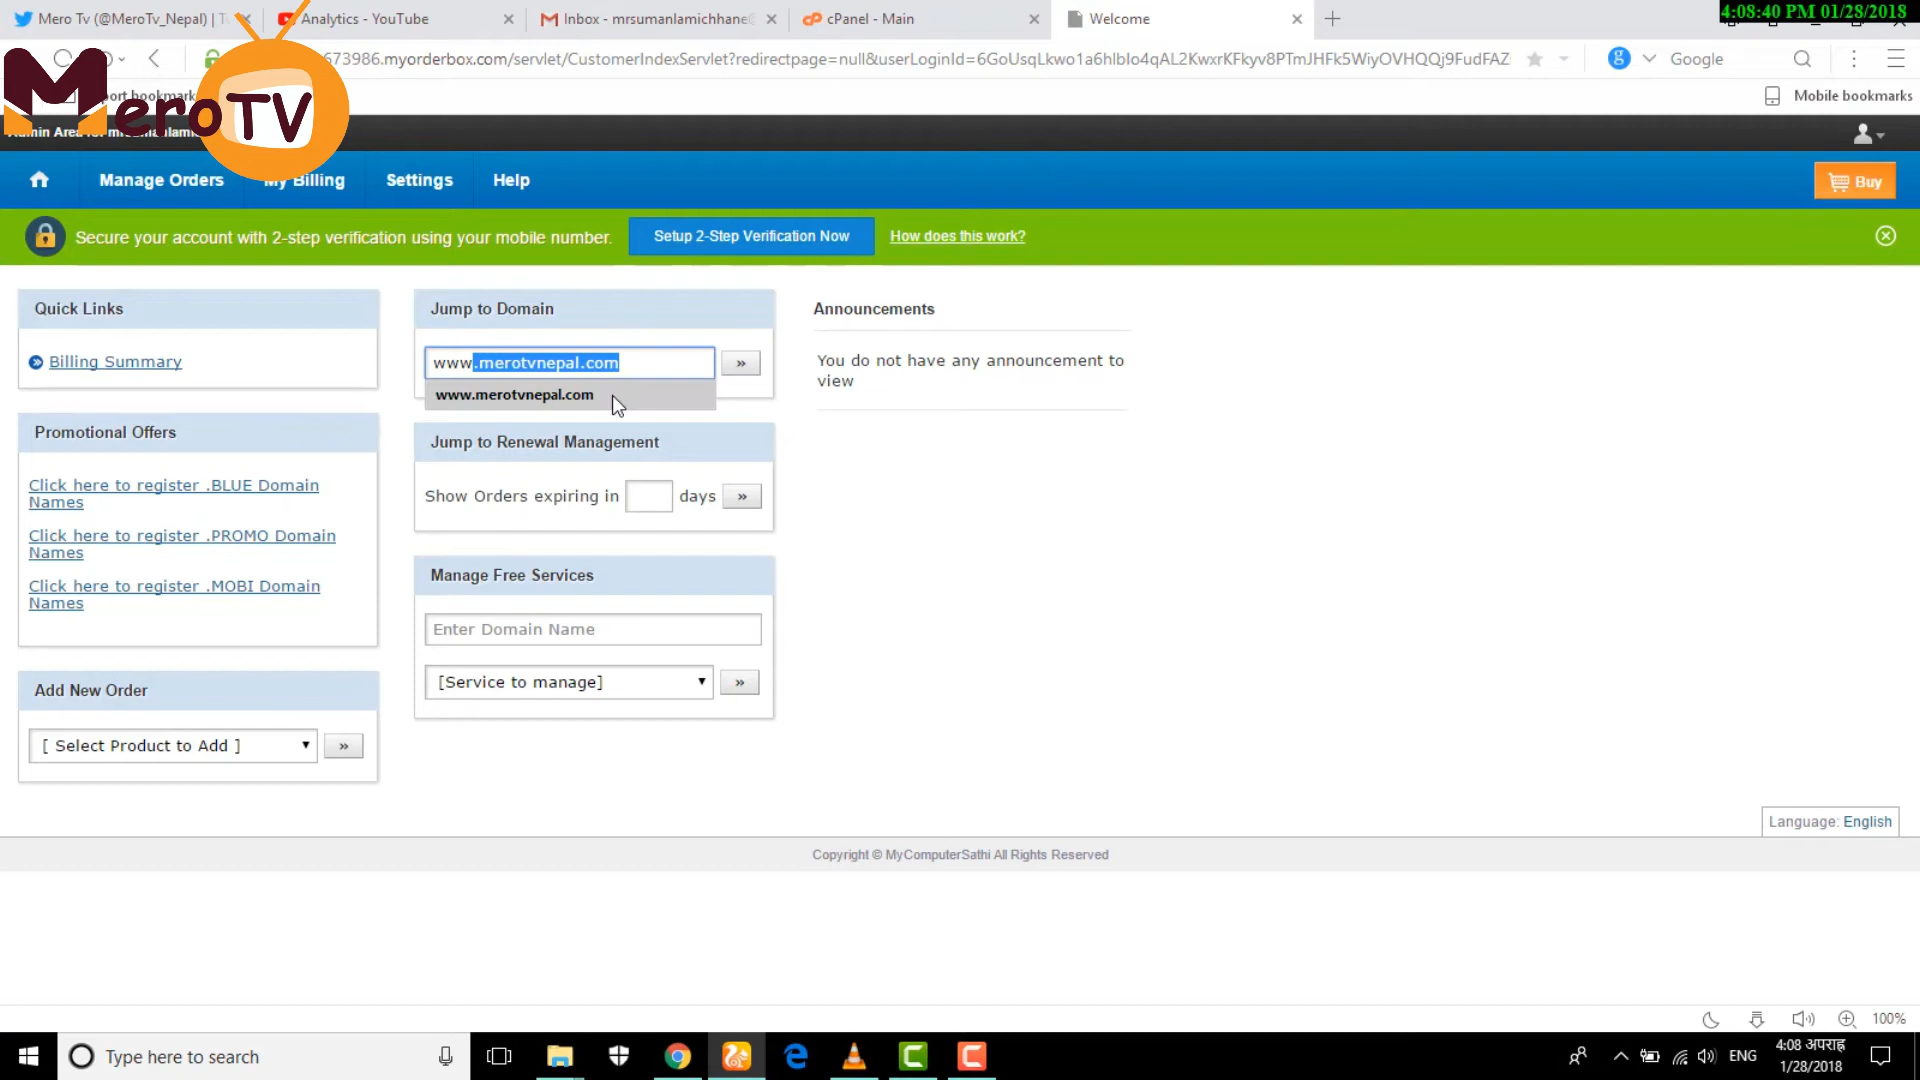 Mero Tv (@MeroTv_Nepal) | T
Analytics - YouTube
Inbox - mrsumanlamichhane
cPanel - Main
Welcome
4:08:40 PM 01/28/2018
673986.myorderbox.com/servlet/CustomerIndexServlet?redirectpage=null&userLoginId=6GoUsqLkwo1a6hlbIo4qAL2KwxrKFkyv8PTmJHFk5WiyOVHQQj9FudFAZ
Google
MeroTV
port bookmark
Mobile bookmarks
Manage Orders
My Billing
Settings
Help
Buy
Secure your account with 2-step verification using your mobile number.
Setup 2-Step Verification Now
How does this work?
Quick Links
Billing Summary
Promotional Offers
Click here to register .BLUE Domain
Names
Click here to register .PROMO Domain
Names
Click here to register .MOBI Domain
Names
Add New Order
[ Select Product to Add ]
»
Jump to Domain
www.merotvnepal.com
»
www.merotvnepal.com
Jump to Renewal Management
Show Orders expiring in
days
»
Manage Free Services
Enter Domain Name
[Service to manage]
»
Announcements
You do not have any announcement to
view
Language: English
Copyright © MyComputerSathi All Rights Reserved
100%
Type here to search
ENG
4:08 अपराह्न
1/28/2018